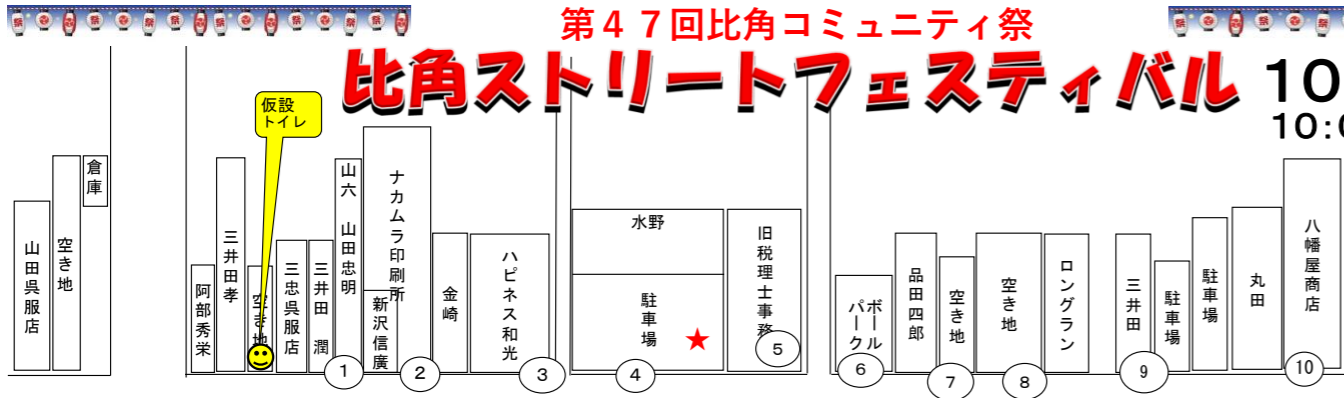 第47回比角コミュニティ祭
比角ストリートフェスティバル
10
10:0
仮設
トイレ
山田呉服店
空き地
倉庫
阿部秀栄
三井田孝
空き地
三忠呉服店
三井田 潤
山六 山田忠明
ナカムラ印刷所
新沢信廣
金崎
ハピネス和光
水野
駐車場
★
旧税理士事務
ボール
パーク
品田四郎
空き地
空き地
ロングラン
三井田
駐車場
駐車場
丸田
八幡屋商店
1
2
3
4
5
6
7
8
9
10